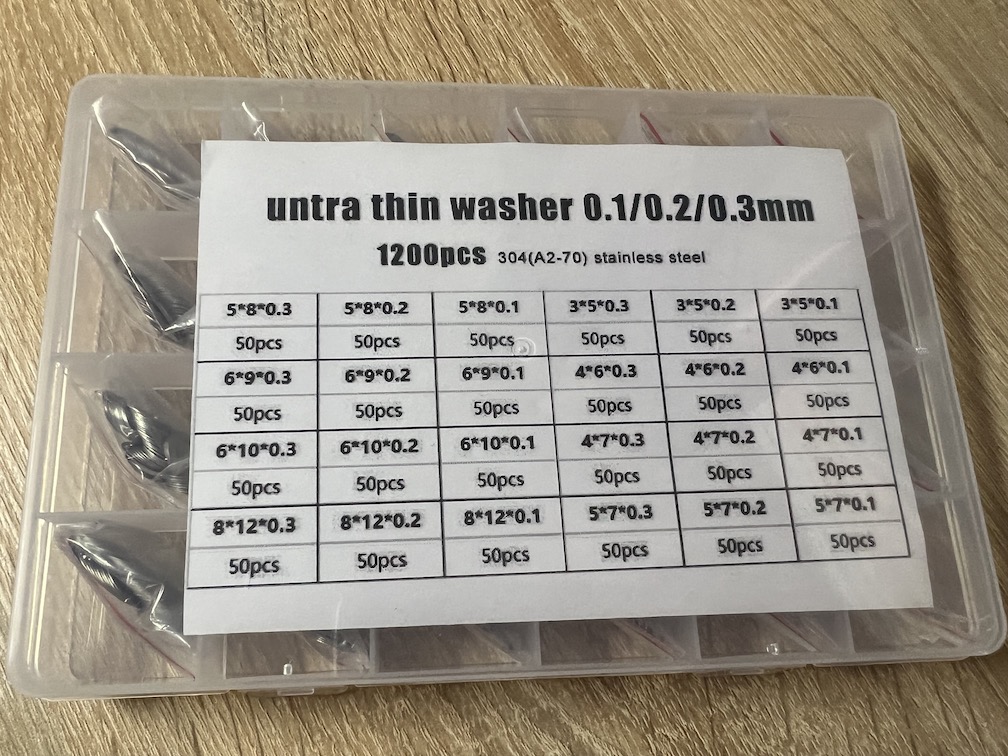 untra thin washer 0.1/0.2/0.3mm
1200pcs 304(A2-70) stainless steel
5*8*0.3 5*8*0.2 5*8*0.1 3*5*0.3 3*5*0.2 3*5*0.1
50pcs 50pcs 50pcs 50pcs 50pcs 50pcs
6*9*0.3 6*9*0.2 6*9*0.1 4*6*0.3 4*6*0.2 4*6*0.1
50pcs 50pcs 50pcs 50pcs 50pcs 50pcs
6*10*0.3 6*10*0.2 6*10*0.1 4*7*0.3 4*7*0.2 4*7*0.1
50pcs 50pcs 50pcs 50pcs 50pcs 50pcs
8*12*0.3 8*12*0.2 8*12*0.1 5*7*0.3 5*7*0.2 5*7*0.1
50pcs 50pcs 50pcs 50pcs 50pcs 50pcs